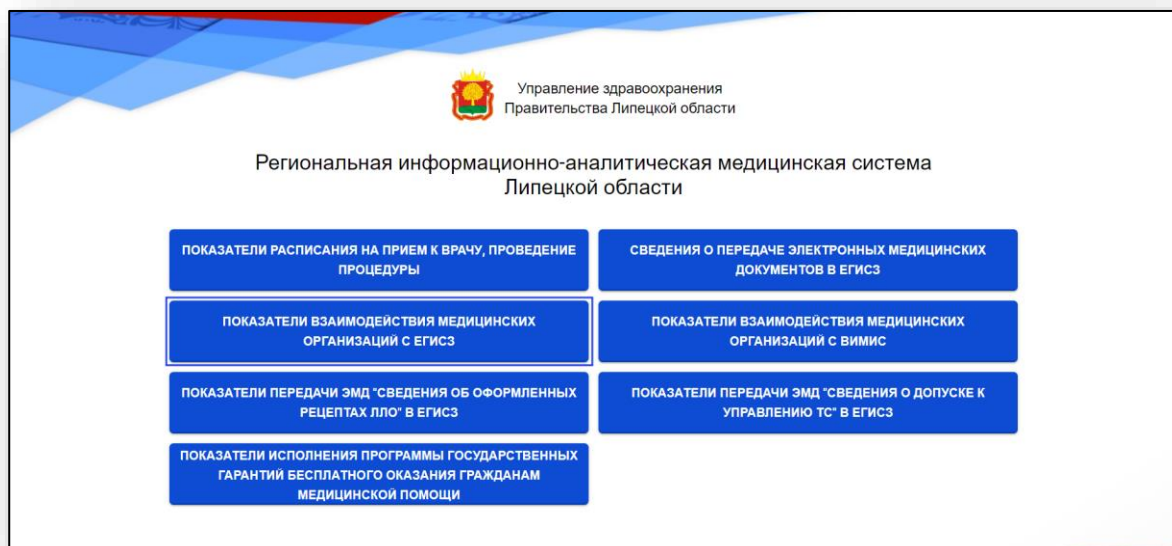 Управление здравоохранения
Правительства Липецкой области
Региональная информационно-аналитическая медицинская система
Липецкой области
ПОКАЗАТЕЛИ РАСПИСАНИЯ НА ПРИЕМ К ВРАЧУ, ПРОВЕДЕНИЕ
ПРОЦЕДУРЫ
СВЕДЕНИЯ О ПЕРЕДАЧЕ ЭЛЕКТРОННЫХ МЕДИЦИНСКИХ
ДОКУМЕНТОВ В ЕГИСЗ
ПОКАЗАТЕЛИ ВЗАИМОДЕЙСТВИЯ МЕДИЦИНСКИХ
ОРГАНИЗАЦИЙ С ЕГИСЗ
ПОКАЗАТЕЛИ ВЗАИМОДЕЙСТВИЯ МЕДИЦИНСКИХ
ОРГАНИЗАЦИЙ С ВИМИС
ПОКАЗАТЕЛИ ПЕРЕДАЧИ ЭМД "СВЕДЕНИЯ ОБ ОФОРМЛЕННЫХ
РЕЦЕПТАХ ЛЛО" В ЕГИСЗ
ПОКАЗАТЕЛИ ПЕРЕДАЧИ ЭМД "СВЕДЕНИЯ О ДОПУСКЕ К
УПРАВЛЕНИЮ ТС" В ЕГИСЗ
ПОКАЗАТЕЛИ ИСПОЛНЕНИЯ ПРОГРАММЫ ГОСУДАРСТВЕННЫХ
ГАРАНТИЙ БЕСПЛАТНОГО ОКАЗАНИЯ ГРАЖДАНАМ
МЕДИЦИНСКОЙ ПОМОЩИ